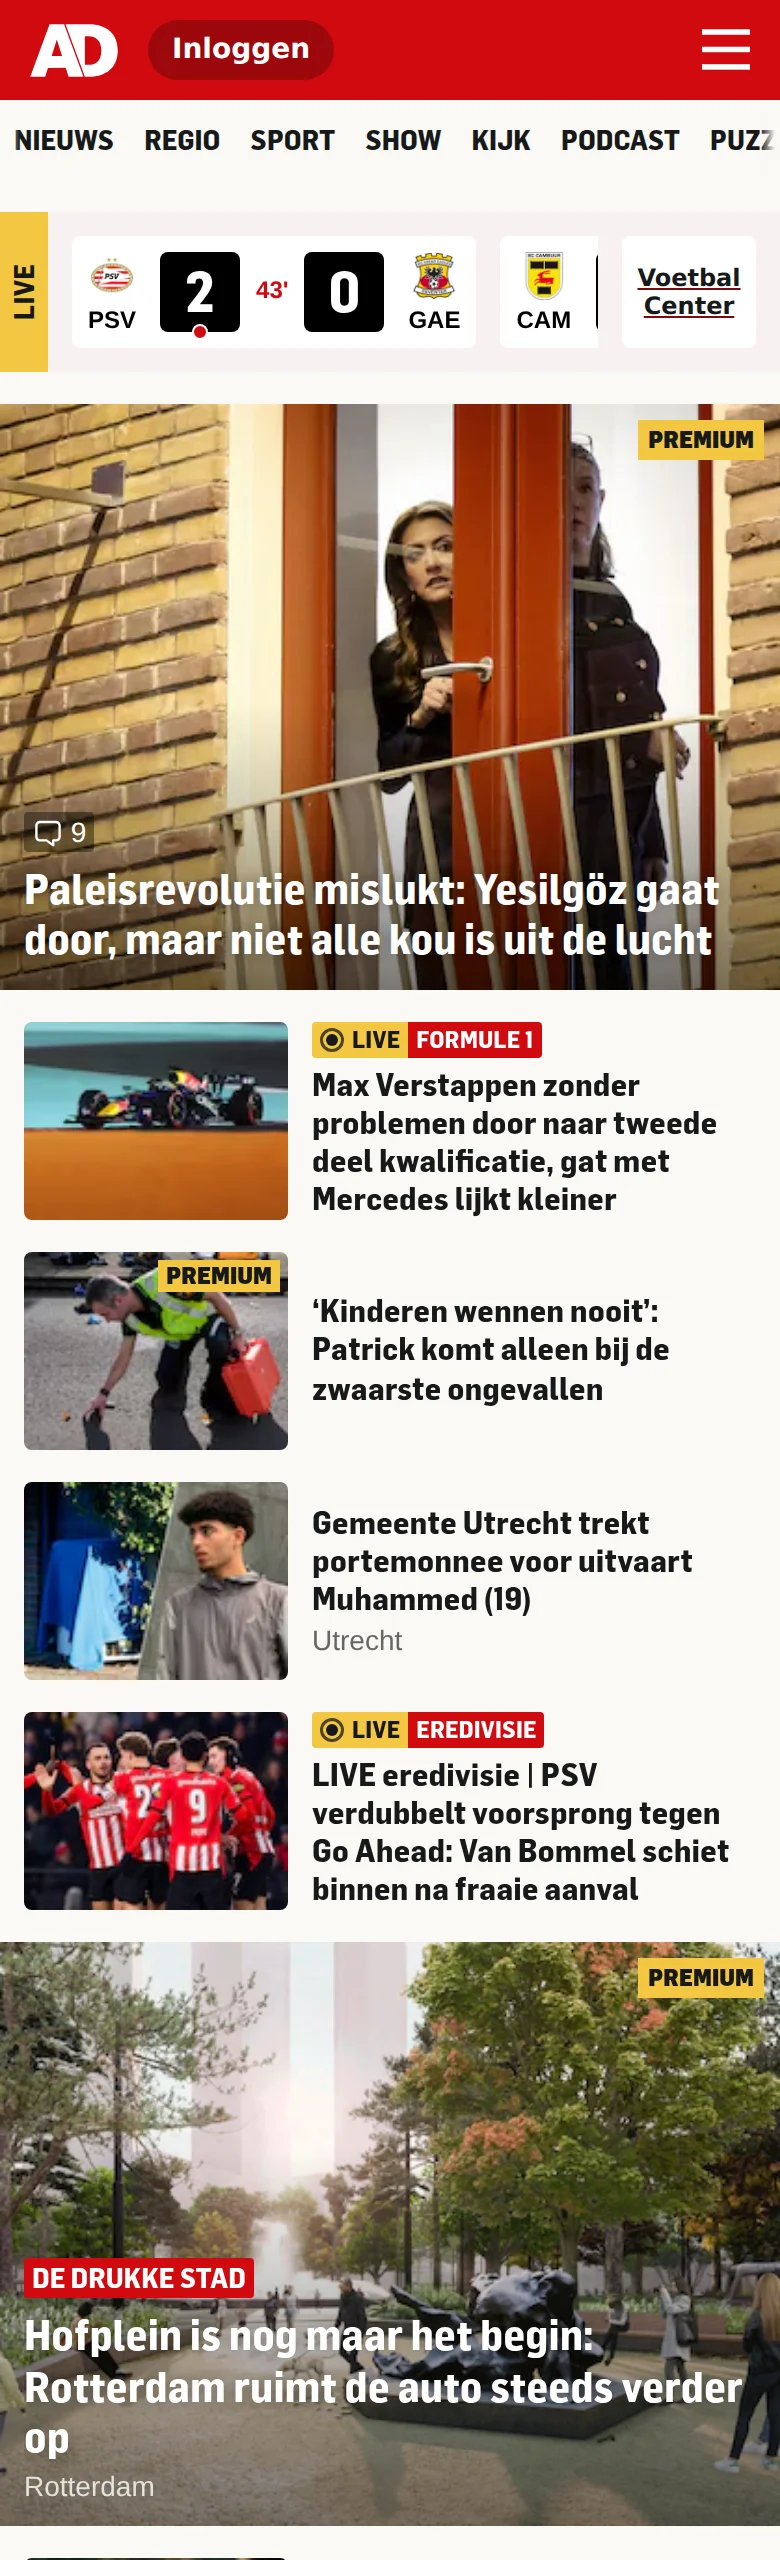 AD
Inloggen
NIEUWS REGIO SPORT SHOW KIJK PODCAST PUZZ
LIVE
PSV
PSV
2
43'
0
GAE
SC CAMBUUR
CAM
Voetbal
Center
PREMIUM
9
Paleisrevolutie mislukt: Yesilgöz gaat
door, maar niet alle kou is uit de lucht
LIVE FORMULE 1
Max Verstappen zonder
problemen door naar tweede
deel kwalificatie, gat met
Mercedes lijkt kleiner
PREMIUM
‘Kinderen wennen nooit’:
Patrick komt alleen bij de
zwaarste ongevallen
Gemeente Utrecht trekt
portemonnee voor uitvaart
Muhammed (19)
Utrecht
9
LIVE EREDIVISIE
LIVE eredivisie | PSV
verdubbelt voorsprong tegen
Go Ahead: Van Bommel schiet
binnen na fraaie aanval
PREMIUM
DE DRUKKE STAD
Hofplein is nog maar het begin:
Rotterdam ruimt de auto steeds verder
op
Rotterdam